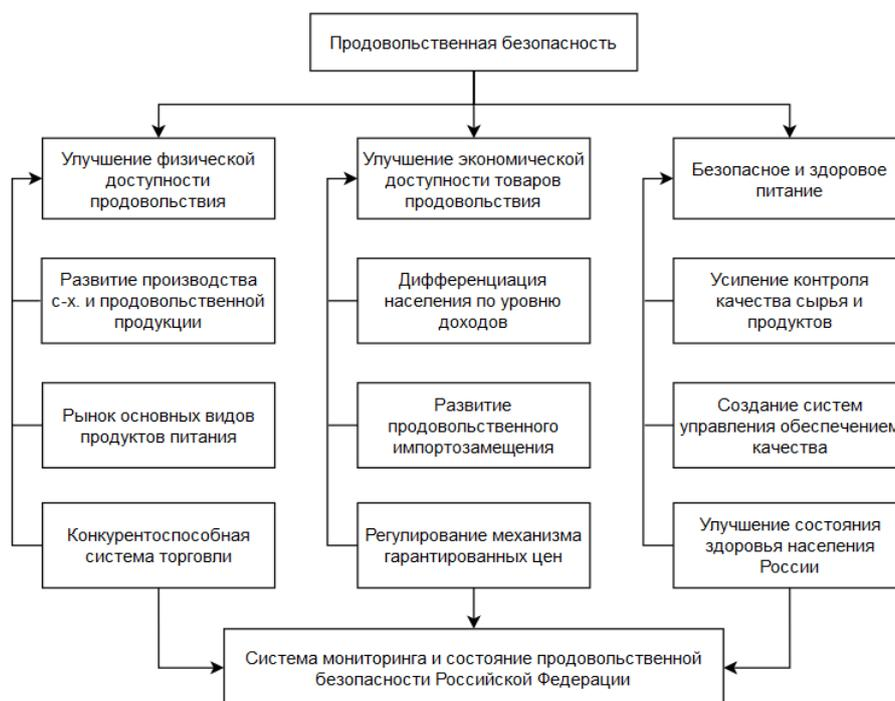 Продовольственная безопасность
Улучшение физической
доступности
продовольствия
Улучшение экономической
доступности товаров
продовольствия
Безопасное и здоровое
питание
Развитие производства
с-х. и продовольственной
продукции
Дифференциация
населения по уровню
доходов
Усиление контроля
качества сырья и
продуктов
Рынок основных видов
продуктов питания
Развитие
продовольственного
импортозамещения
Создание систем
управления обеспечением
качества
Конкурентоспособная
система торговли
Регулирование механизма
гарантированных цен
Улучшение состояния
здоровья населения
России
Система мониторинга и состояние продовольственной
безопасности Российской Федерации